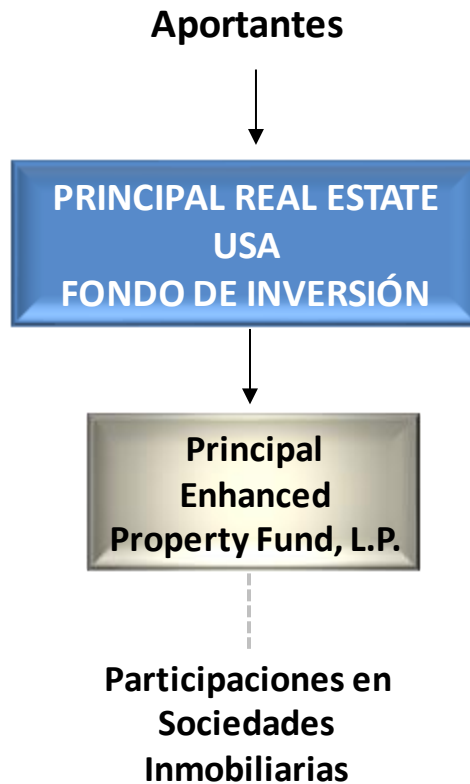 Aportantes
PRINCIPAL REAL ESTATE
USA
FONDO DE INVERSIÓN
Principal
Enhanced
Property Fund, L.P.
Participaciones en
Sociedades
Inmobiliarias